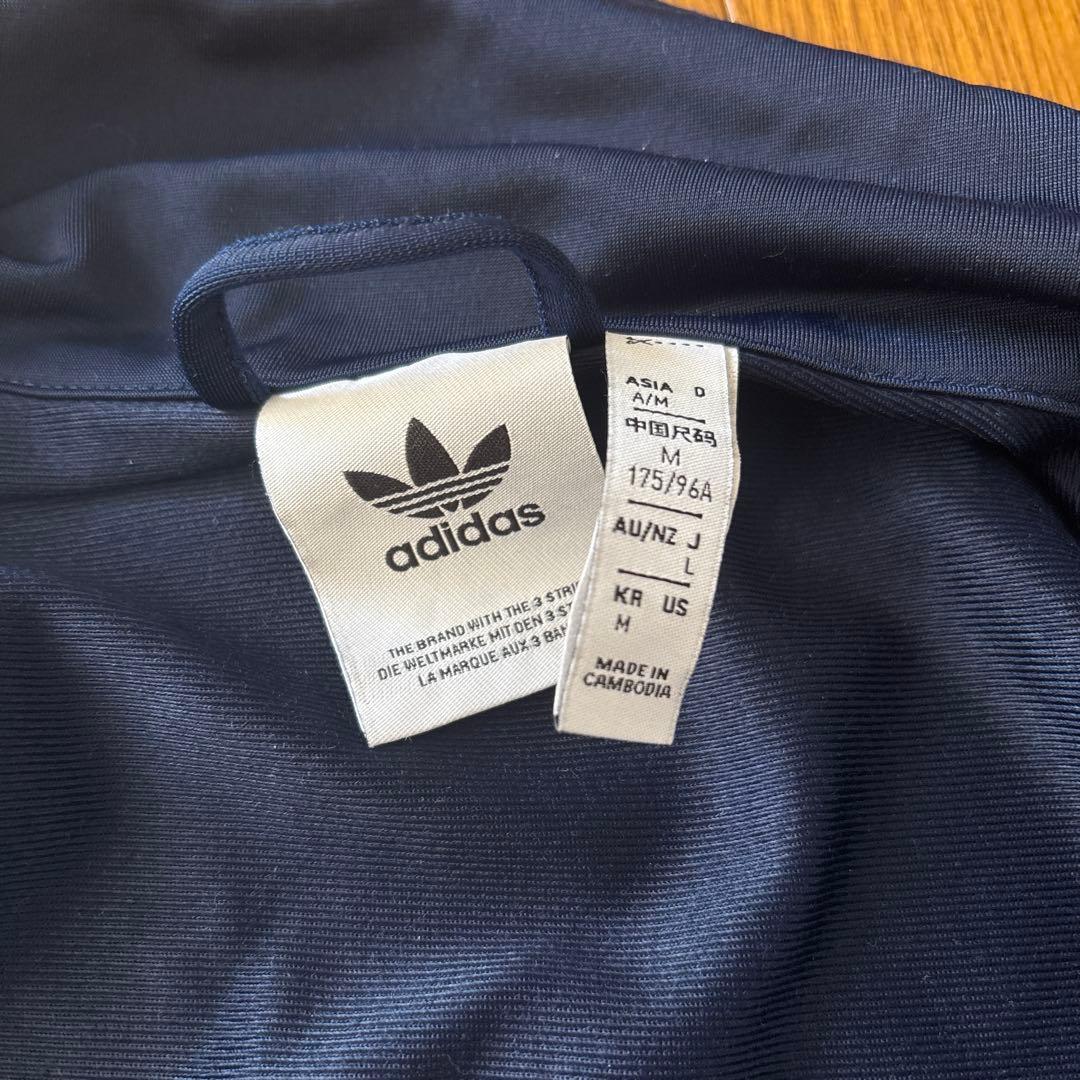 adidas
THE BRAND WITH THE 3
DIE WELTMARKE MIT DEN 3
LA MARQUE AUX 3
ASIA D
A/M
中国尺码
M
175/96A
AU/NZ J
L
KR US
M
MADE IN
CAMBODIA